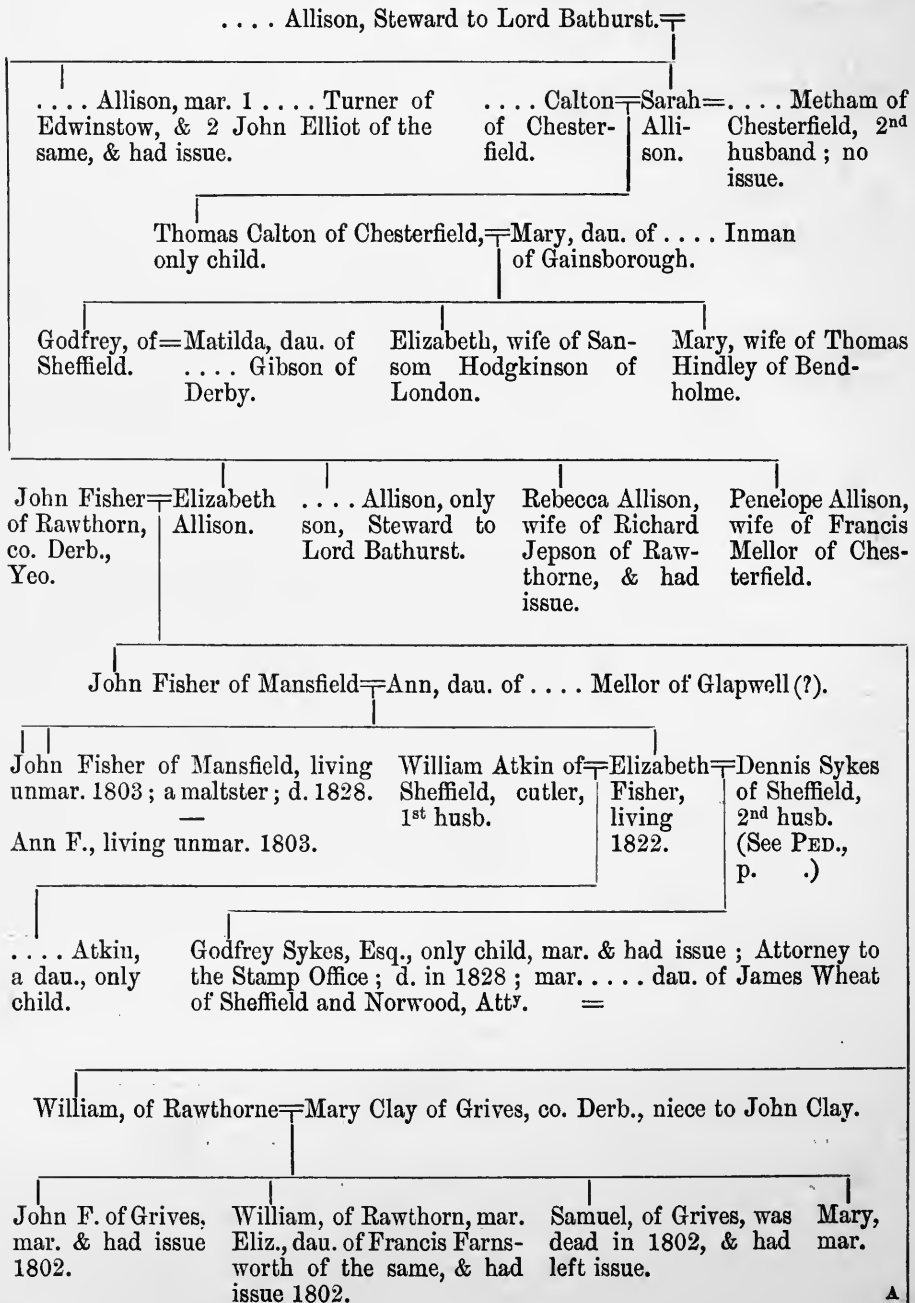 .... Allison, Steward to Lord Bathurst.=
.... Allison, mar. 1 .... Turner of
Edwinstow, & 2 John Elliot of the
same, & had issue.
.... Calton=Sarah=.... Metham of
of Chester-
field.
Alli-
son.
Chesterfield, 2nd
husband; no
issue.
Thomas Calton of Chesterfield,=Mary, dau. of .... Inman
only child.
of Gainsborough.
Godfrey, of=Matilda, dau. of
Sheffield.
.... Gibson of
Derby.
Elizabeth, wife of San-
som Hodgkinson of
London.
Mary, wife of Thomas
Hindley of Bend-
holme.
John Fisher=Elizabeth
of Rawthorn,
co. Derb.,
Yeo.
Allison.
.... Allison, only
son, Steward to
Lord Bathurst.
Rebecca Allison,
wife of Richard
Jepson of Raw-
thorne, & had
issue.
Penelope Allison,
wife of Francis
Mellor of Ches-
terfield.
John Fisher of Mansfield=Ann, dau. of .... Mellor of Glapwell (?).
John Fisher of Mansfield, living
unmar. 1803; a maltster; d. 1828.
—
Ann F., living unmar. 1803.
William Atkin of=Elizabeth=Dennis Sykes
Sheffield, cutler,
1st husb.
Fisher,
living
1822.
of Sheffield,
2nd husb.
(See PED.,
p. .)
.... Atkin,
a dau., only
child.
Godfrey Sykes, Esq., only child, mar. & had issue; Attorney to
the Stamp Office; d. in 1828; mar..... dau. of James Wheat
of Sheffield and Norwood, Atty. =
William, of Rawthorne=Mary Clay of Grives, co. Derb., niece to John Clay.
John F. of Grives,
mar. & had issue
1802.
William, of Rawthorn, mar.
Eliz., dau. of Francis Farns-
worth of the same, & had
issue 1802.
Samuel, of Grives, was
dead in 1802, & had
left issue.
Mary,
mar.
A